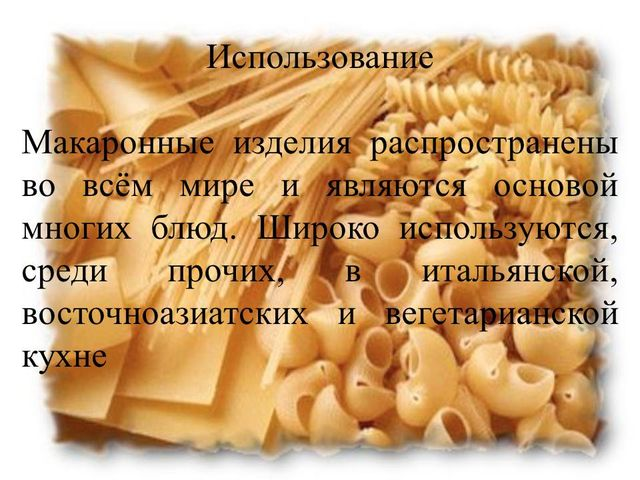 Использование
Макаронные изделия распространены
во всём мире и являются основой
многих блюд. Широко используются,
среди прочих, в итальянской,
восточноазиатских и вегетарианской
кухне